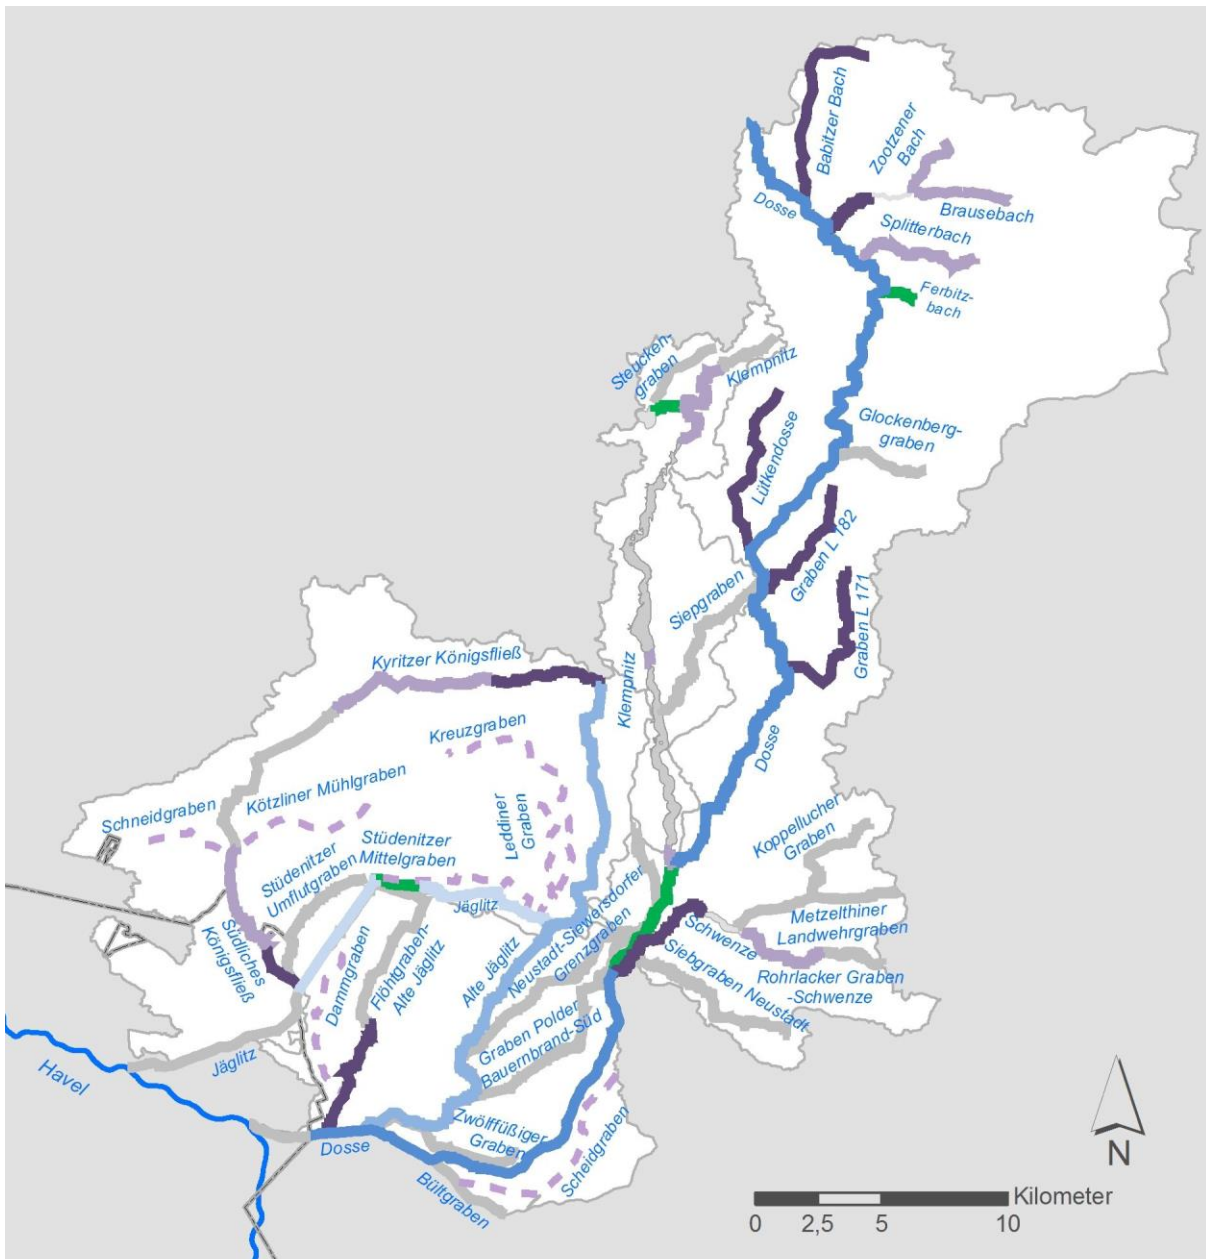 Babitzer Bach
Zootzener
Bach
Dosse
Brausebach
Splitterbach
Ferbitz-
bach
Steucken-
graben
Klempnitz
Lütkendosse
Glockenberg-
graben
Graben L 182
Siepgraben
Graben L 171
Kyritzer Königsfließ
Klempnitz
Kreuzgraben
Dosse
Schneidgraben
Kötzliner Mühlgraben
Leddiner
Graben
Koppellucher
Graben
Stüdenitzer
Umflutgraben
Stüdenitzer
Mittelgraben
Jäglitz
Südliches
Königsfließ
Dammgraben
Flöhtgraben-
Alte Jäglitz
Alte Jäglitz
Neustadt-Siewersdorfer
Grenzgraben
Schwenze
Metzelthiner
Landwehrgraben
Rohrlacker Graben
-Schwenze
Siebgraben Neustadt
Graben Polder
Bauernbrand-Süd
Jäglitz
Havel
Zwölffüßiger
Graben
Scheidgraben
Dosse
Bültgraben
N
Kilometer
0 2,5 5 10